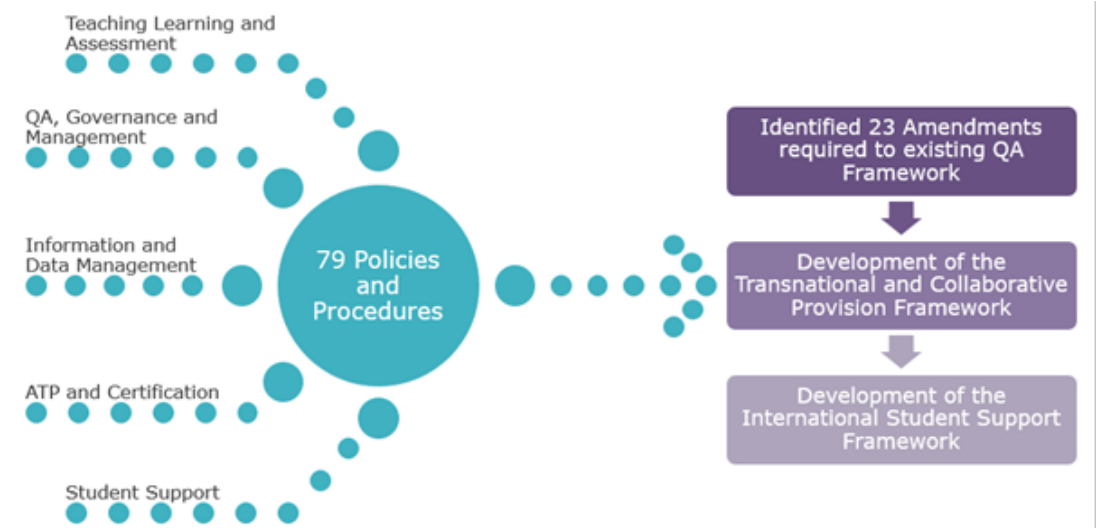 Teaching Learning and
Assessment
QA, Governance and
Management
Information and
Data Management
ATP and Certification
Student Support
79 Policies
and
Procedures
Identified 23 Amendments
required to existing QA
Framework
Development of the
Transnational and Collaborative
Provision Framework
Development of the
International Student Support
Framework